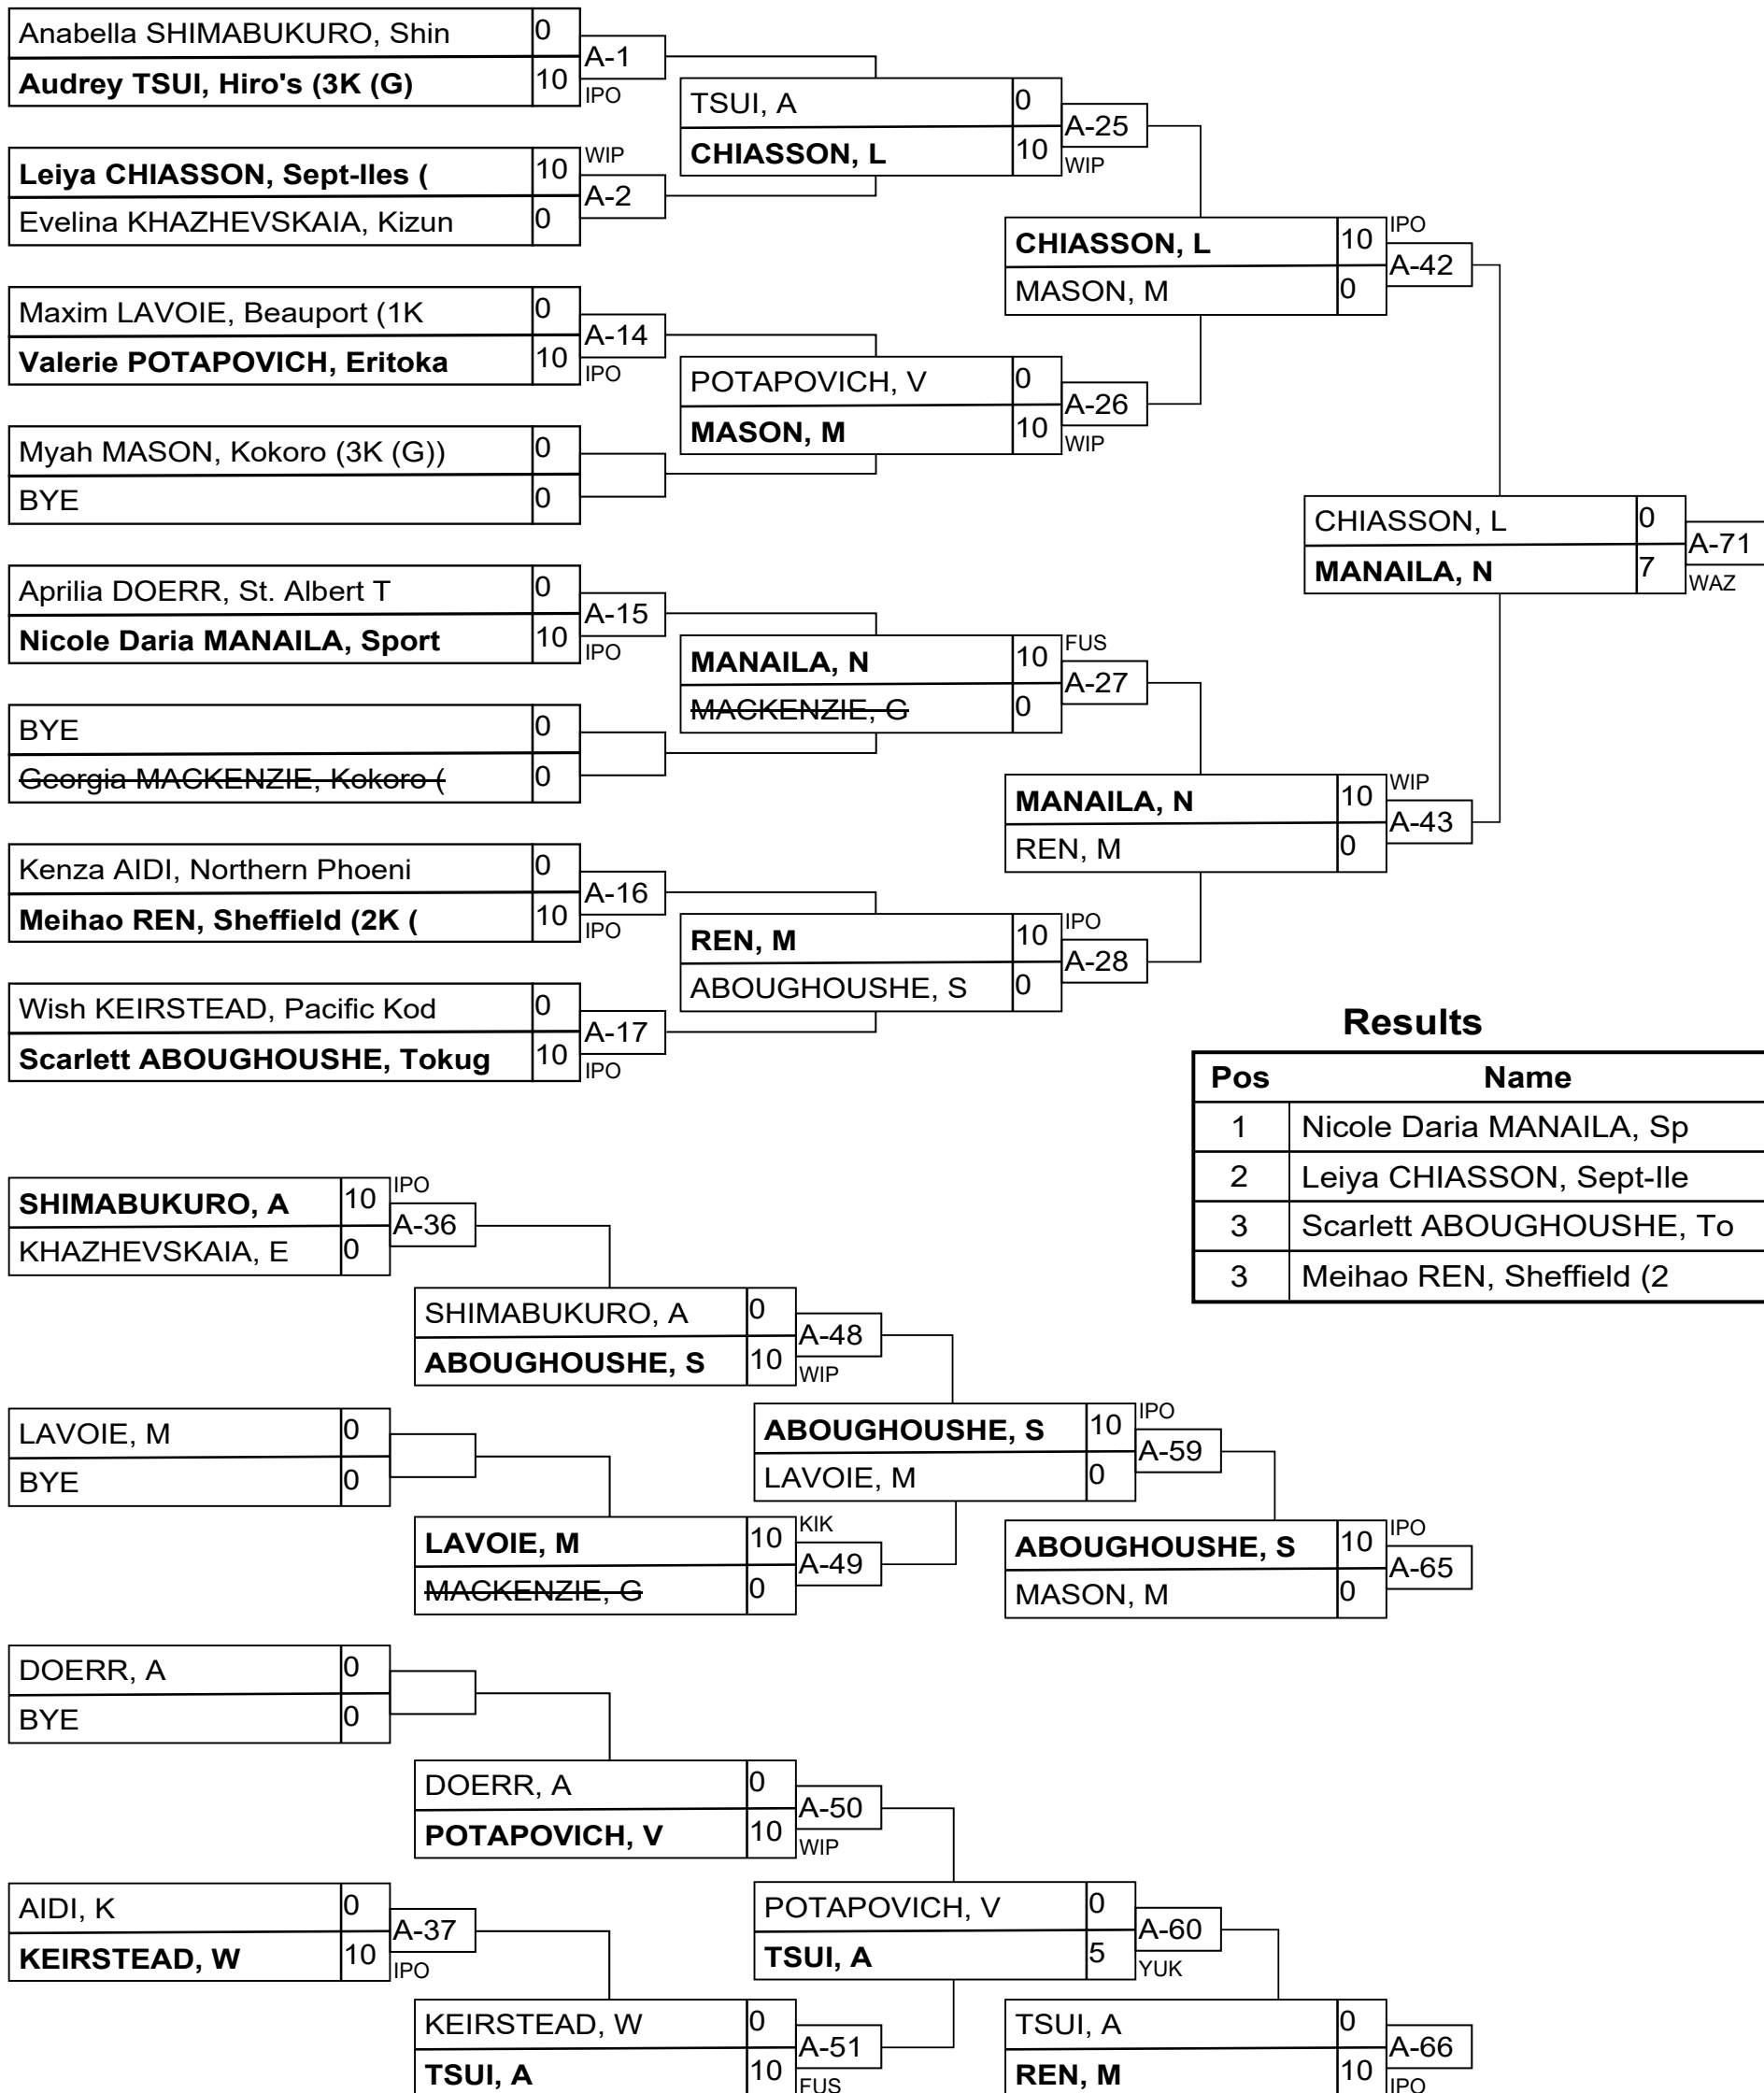 Anabella SHIMABUKURO, Shin 0
A-1
Audrey TSUI, Hiro's (3K (G) 10
IPO
Leiya CHIASSON, Sept-Iles ( 10
WIP
A-2
Evelina KHAZHEVSKAIA, Kizun 0
Maxim LAVOIE, Beauport (1K 0
A-14
Valerie POTAPOVICH, Eritoka 10
IPO
Myah MASON, Kokoro (3K (G)) 0
BYE 0
Aprilia DOERR, St. Albert T 0
A-15
Nicole Daria MANAILA, Sport 10
IPO
BYE 0
Georgia MACKENZIE, Kokoro ( 0
Kenza AIDI, Northern Phoeni 0
A-16
Meihao REN, Sheffield (2K ( 10
IPO
Wish KEIRSTEAD, Pacific Kod 0
A-17
Scarlett ABOUGHOUSHE, Tokug 10
IPO
TSUI, A 0
A-25
CHIASSON, L 10
WIP
POTAPOVICH, V 0
A-26
MASON, M 10
WIP
MANAILA, N 10
FUS
A-27
MACKENZIE, G 0
REN, M 10
IPO
A-28
ABOUGHOUSHE, S 0
CHIASSON, L 10
IPO
A-42
MASON, M 0
MANAILA, N 10
WIP
A-43
REN, M 0
CHIASSON, L 0
A-71
MANAILA, N 7
WAZ
Results
Pos Name
1 Nicole Daria MANAILA, Sp
2 Leiya CHIASSON, Sept-Ile
3 Scarlett ABOUGHOUSHE, To
3 Meihao REN, Sheffield (2
SHIMABUKURO, A 10
IPO
A-36
KHAZHEVSKAIA, E 0
SHIMABUKURO, A 0
A-48
ABOUGHOUSHE, S 10
WIP
LAVOIE, M 0
BYE 0
LAVOIE, M 10
KIK
A-49
MACKENZIE, G 0
ABOUGHOUSHE, S 10
IPO
A-59
LAVOIE, M 0
ABOUGHOUSHE, S 10
IPO
A-65
MASON, M 0
DOERR, A 0
BYE 0
DOERR, A 0
A-50
POTAPOVICH, V 10
WIP
AIDI, K 0
A-37
KEIRSTEAD, W 10
IPO
POTAPOVICH, V 0
A-60
TSUI, A 5
YUK
KEIRSTEAD, W 0
A-51
TSUI, A 10
FUS
TSUI, A 0
A-66
REN, M 10
IPO